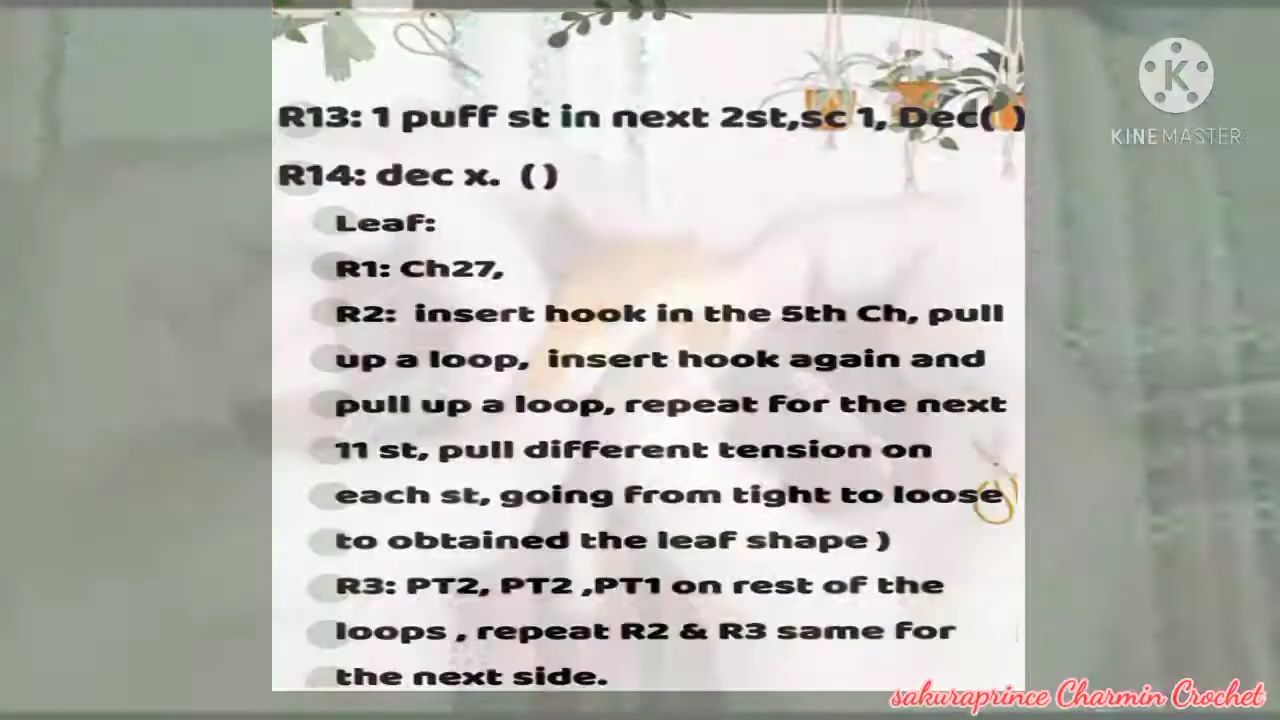 R13: 1 puff st in next 2st,sc 1, Dec( )
R14: dec x. ( )
Leaf:
R1: Ch27,
R2: insert hook in the 5th Ch, pull
up a loop, insert hook again and
pull up a loop, repeat for the next
11 st, pull different tension on
each st, going from tight to loose
to obtained the leaf shape )
R3: PT2, PT2 ,PT1 on rest of the
loops , repeat R2 & R3 same for
the next side.
K
KINEMASTER
sakuraprince Charmin Crochet